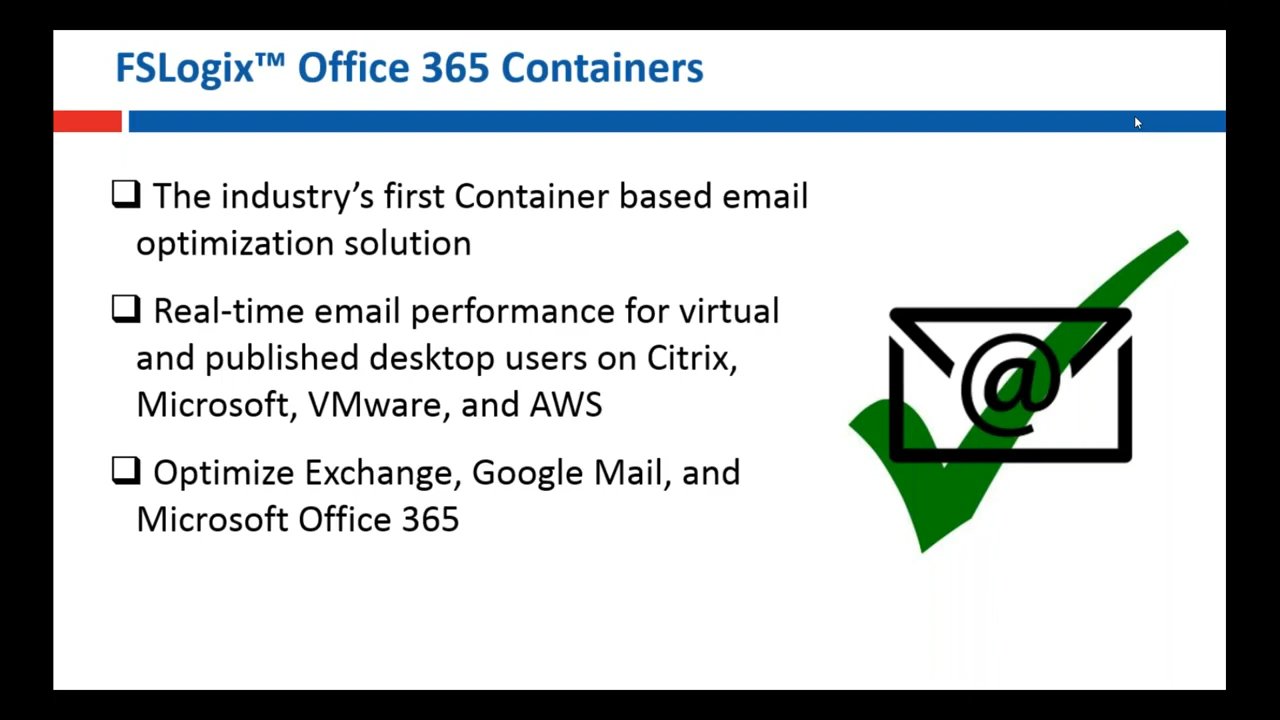 FSLogix™ Office 365 Containers
The industry’s first Container based email
optimization solution
Real-time email performance for virtual
and published desktop users on Citrix,
Microsoft, VMware, and AWS
Optimize Exchange, Google Mail, and
Microsoft Office 365
@